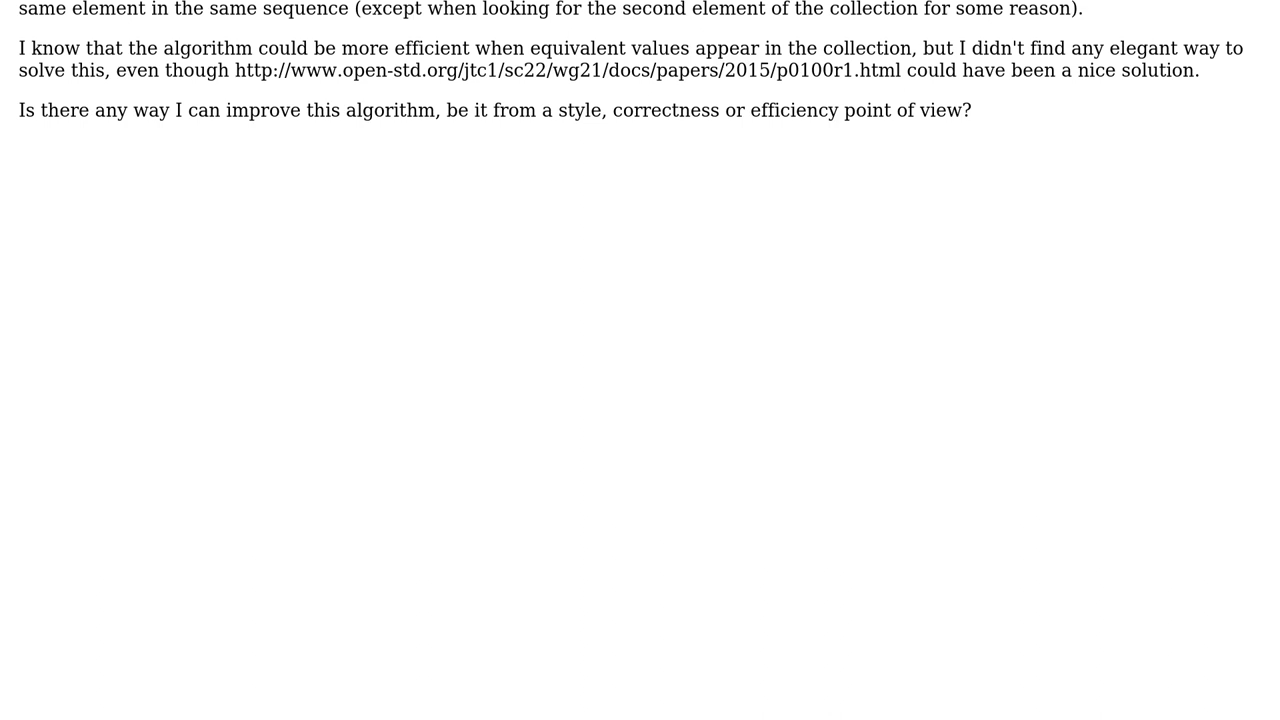 same element in the same sequence (except when looking for the second element of the collection for some reason).
I know that the algorithm could be more efficient when equivalent values appear in the collection, but I didn't find any elegant way to
solve this, even though http://www.open-std.org/jtc1/sc22/wg21/docs/papers/2015/p0100r1.html could have been a nice solution.
Is there any way I can improve this algorithm, be it from a style, correctness or efficiency point of view?